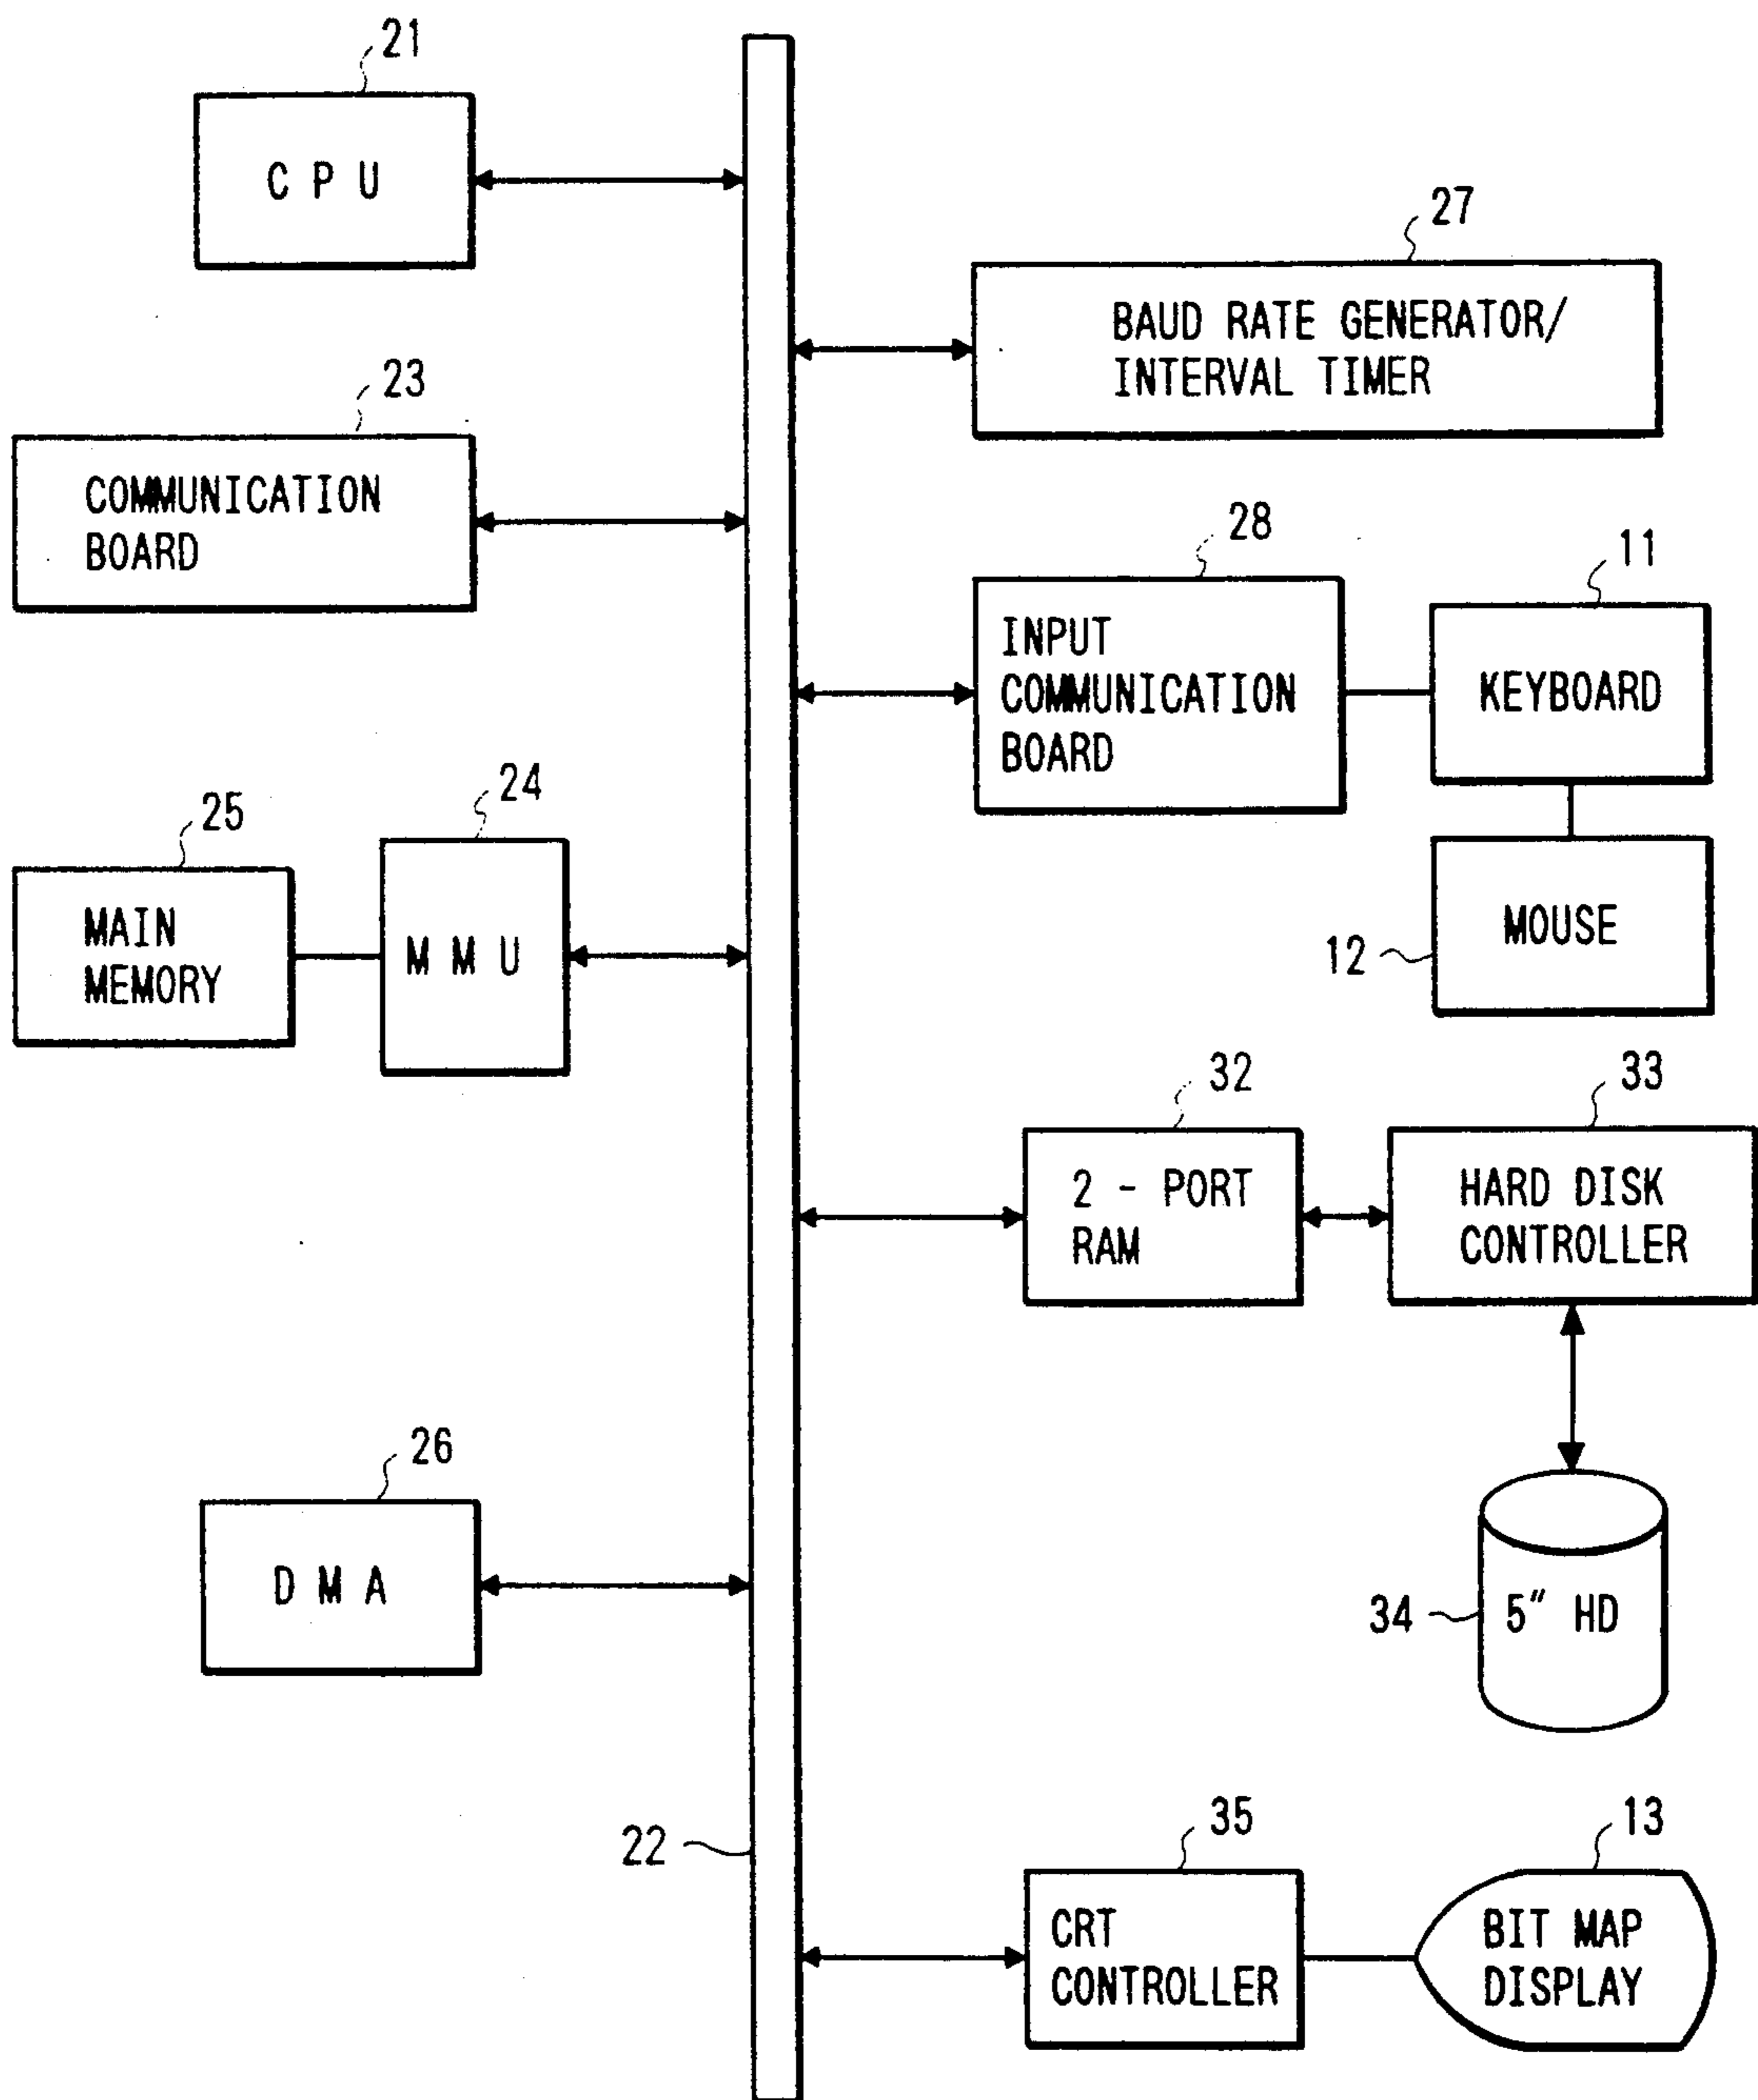 21
C P U
27
BAUD RATE GENERATOR/
INTERVAL TIMER
23
COMMUNICATION
BOARD
28
INPUT
COMMUNICATION
BOARD
11
KEYBOARD
12
MOUSE
25
MAIN
MEMORY
24
M M U
32
2 - PORT
RAM
33
HARD DISK
CONTROLLER
26
D M A
34
5" HD
22
35
CRT
CONTROLLER
13
BIT MAP
DISPLAY